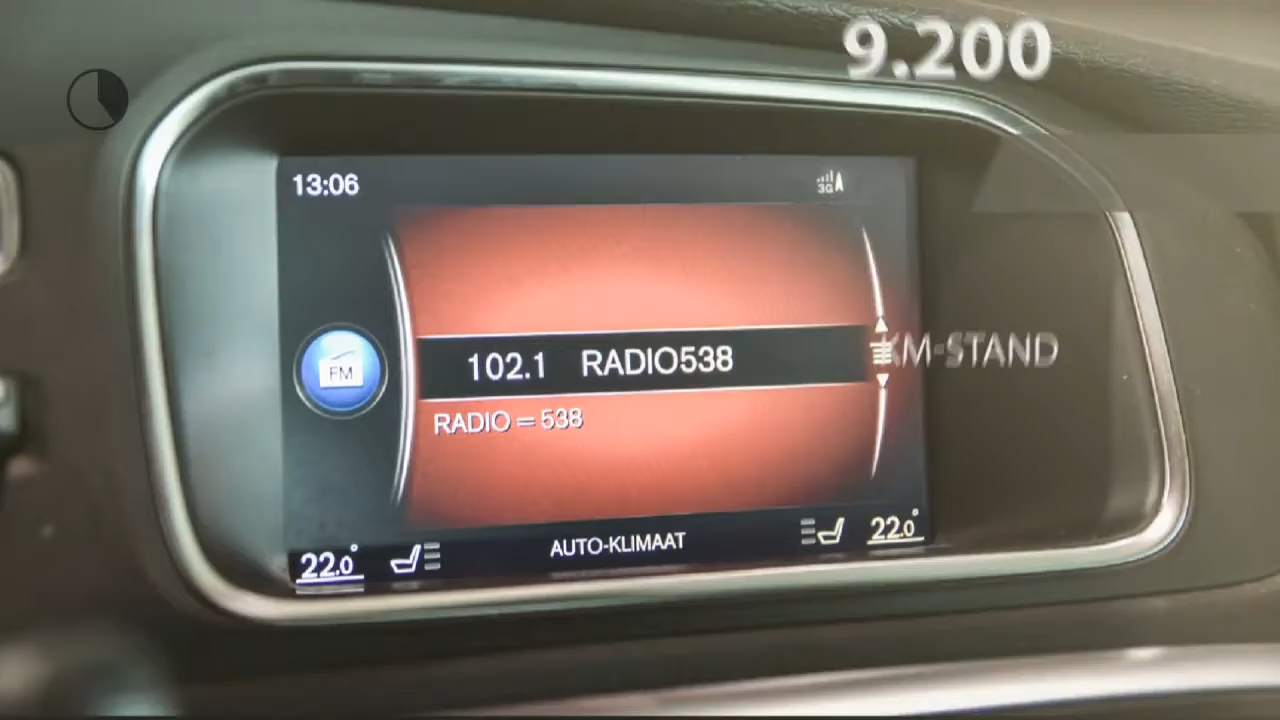 9.200
13:06
3G
KM-STAND
FM
102.1 RADIO538
RADIO = 538
22.0° AUTO-KLIMAAT 22.0°